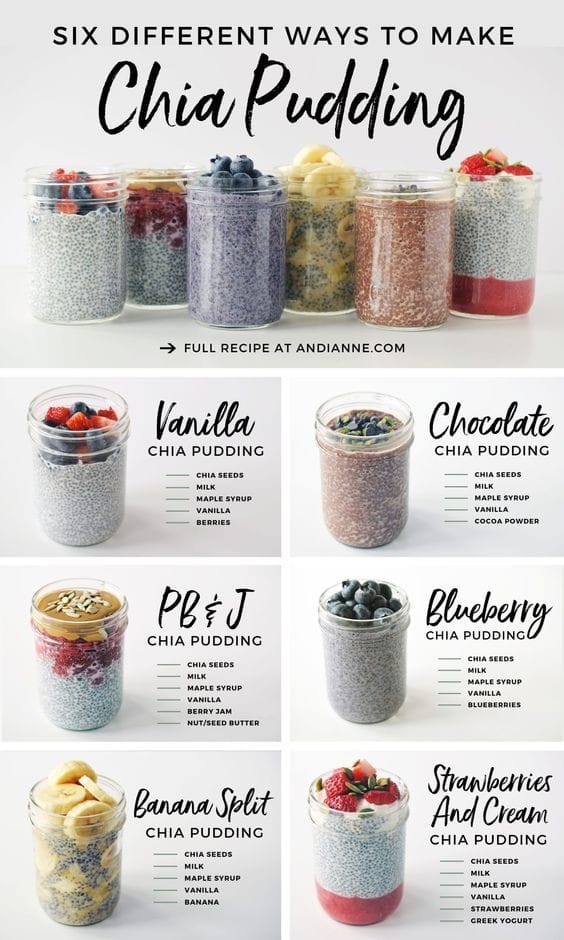 SIX DIFFERENT WAYS TO MAKE
Chia Pudding
→ FULL RECIPE AT ANDIANNE.COM
Vanilla
CHIA PUDDING
CHIA SEEDS
MILK
MAPLE SYRUP
VANILLA
BERRIES
Chocolate
CHIA PUDDING
CHIA SEEDS
MILK
MAPLE SYRUP
VANILLA
COCOA POWDER
PB & J
CHIA PUDDING
CHIA SEEDS
MILK
MAPLE SYRUP
VANILLA
BERRY JAM
NUT/SEED BUTTER
Blueberry
CHIA PUDDING
CHIA SEEDS
MILK
MAPLE SYRUP
VANILLA
BLUEBERRIES
Banana Split
CHIA PUDDING
CHIA SEEDS
MILK
MAPLE SYRUP
VANILLA
BANANA
Strawberries
And Cream
CHIA PUDDING
CHIA SEEDS
MILK
MAPLE SYRUP
VANILLA
STRAWBERRIES
GREEK YOGURT